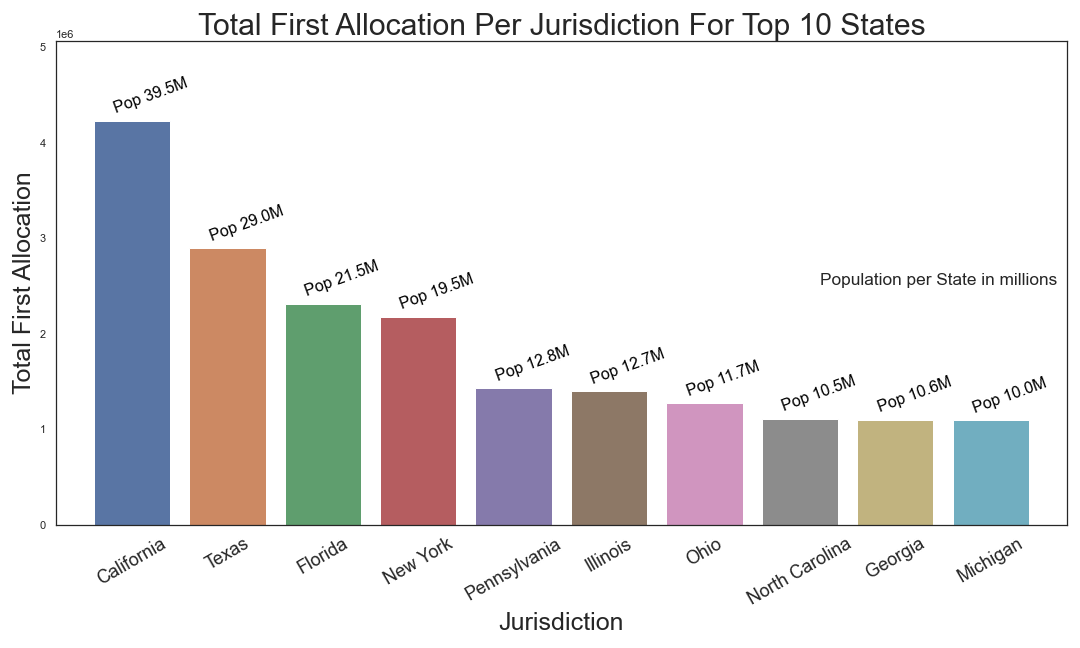 Total First Allocation Per Jurisdiction For Top 10 States
1e6
5
4
3
2
1
0
Total First Allocation
Pop 39.5M
Pop 29.0M
Pop 21.5M
Pop 19.5M
Pop 12.8M
Pop 12.7M
Pop 11.7M
Pop 10.5M
Pop 10.6M
Pop 10.0M
Population per State in millions
California
Texas
Florida
New York
Pennsylvania
Illinois
Ohio
North Carolina
Georgia
Michigan
Jurisdiction